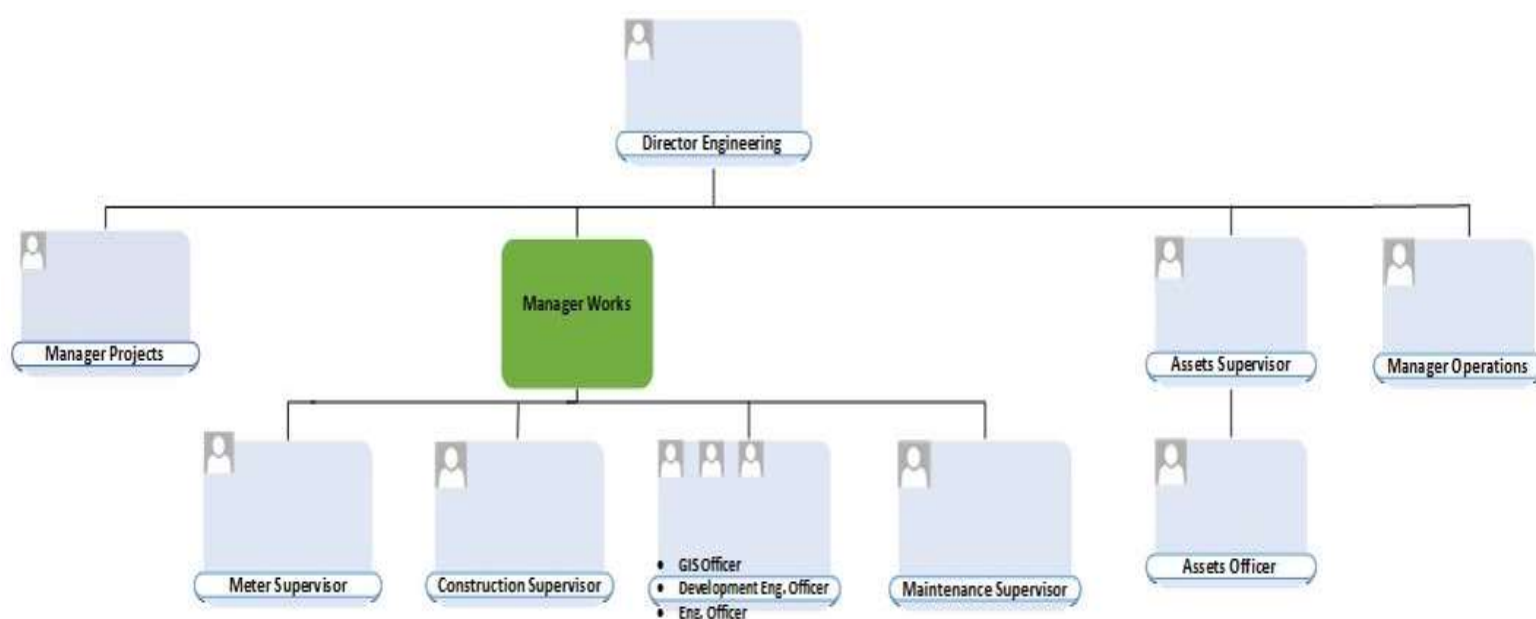 Director Engineering
Manager Projects
Manager Works
Assets Supervisor
Manager Operations
Meter Supervisor
Construction Supervisor
• GIS Officer
• Development Eng. Officer
• Eng. Officer
Maintenance Supervisor
Assets Officer